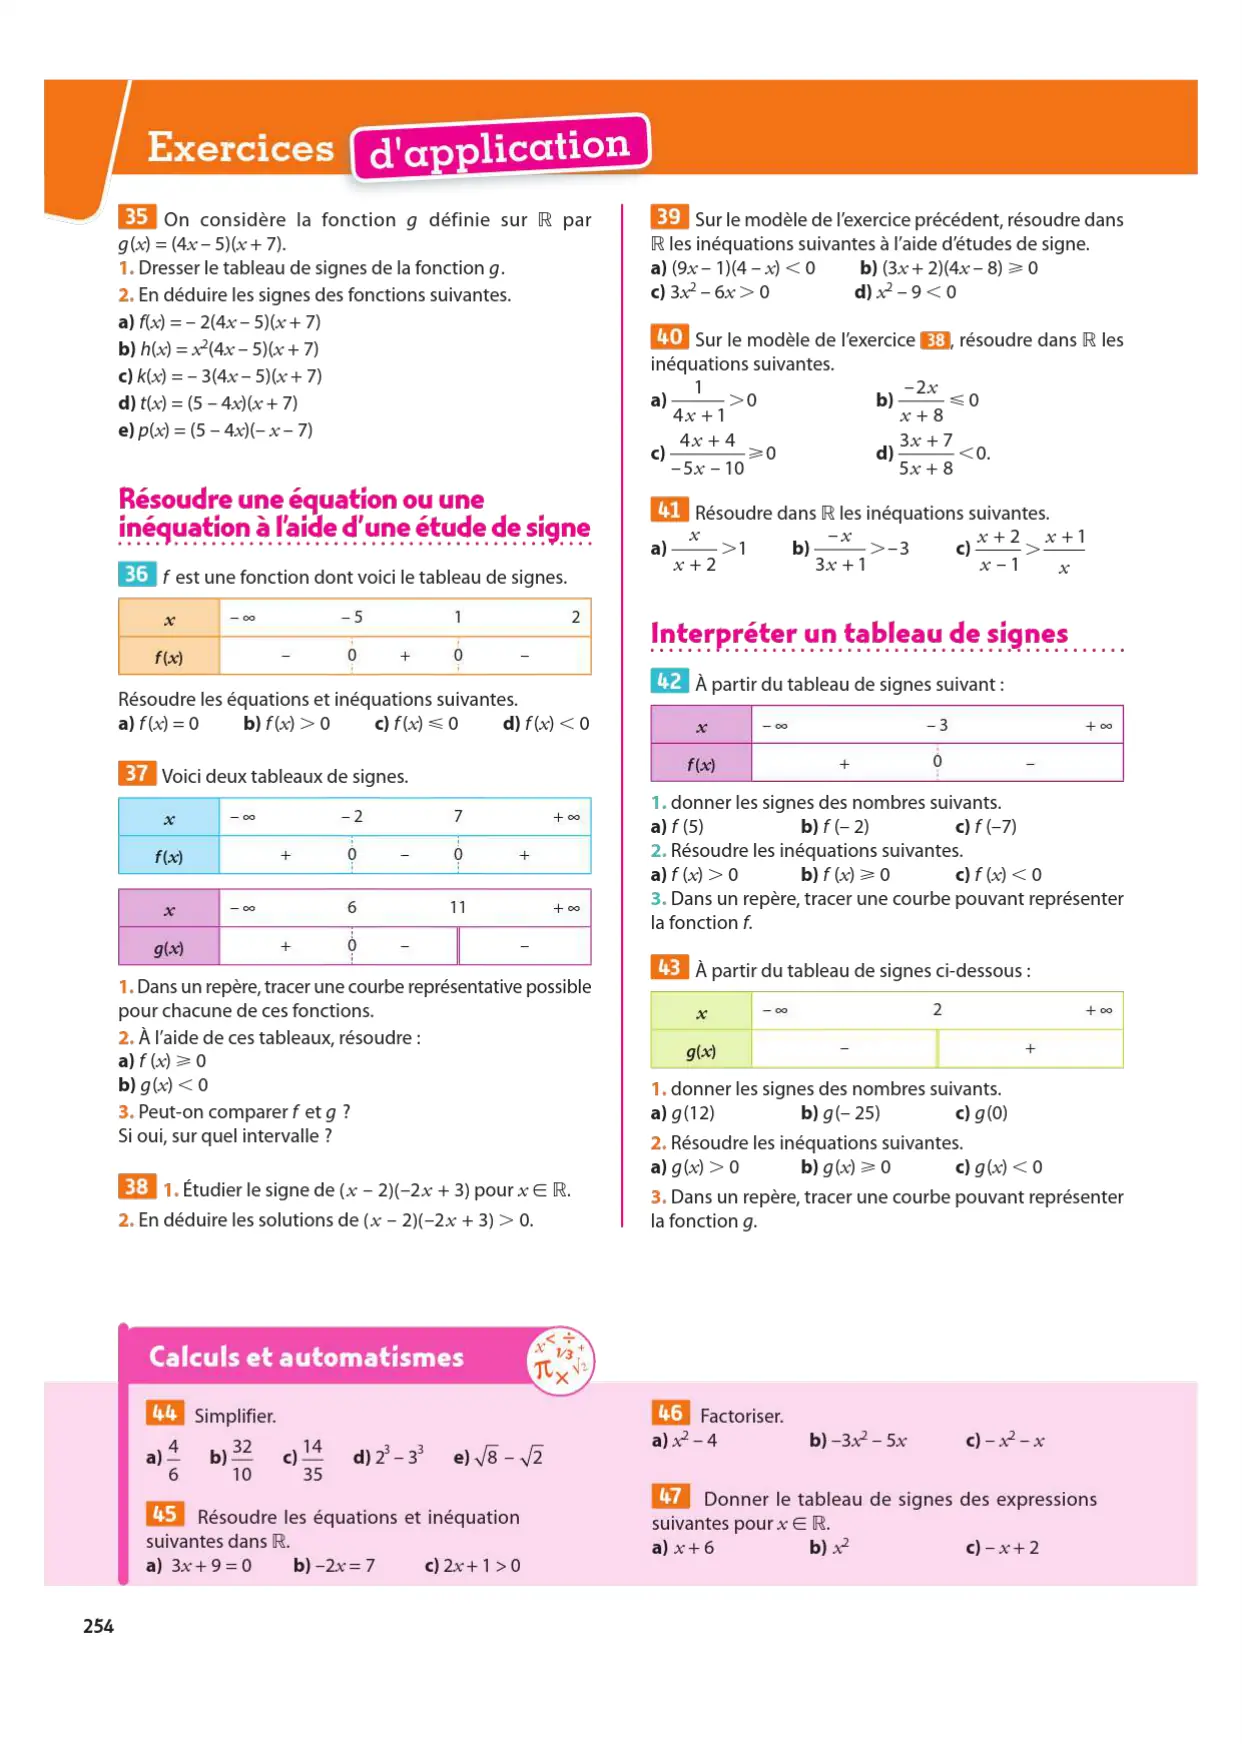 Exercices d'application
35 On considère la fonction g définie sur ℝ par
g(x) = (4x – 5)(x + 7).
1. Dresser le tableau de signes de la fonction g.
2. En déduire les signes des fonctions suivantes.
a) f(x) = – 2(4x – 5)(x + 7)
b) h(x) = x²(4x – 5)(x + 7)
c) k(x) = – 3(4x – 5)(x + 7)
d) t(x) = (5 – 4x)(x + 7)
e) p(x) = (5 – 4x)(– x – 7)
Résoudre une équation ou une
inéquation à l'aide d'une étude de signe
36 f est une fonction dont voici le tableau de signes.
x – ∞ – 5 1 2
f(x) – 0 + 0 –
Résoudre les équations et inéquations suivantes.
a) f(x) = 0 b) f(x) > 0 c) f(x) ⩽ 0 d) f(x) < 0
37 Voici deux tableaux de signes.
x – ∞ – 2 7 + ∞
f(x) + 0 – 0 +
x – ∞ 6 11 + ∞
g(x) + 0 – –
1. Dans un repère, tracer une courbe représentative possible
pour chacune de ces fonctions.
2. À l'aide de ces tableaux, résoudre :
a) f (x) ⩾ 0
b) g(x) < 0
3. Peut-on comparer f et g ?
Si oui, sur quel intervalle ?
38 1. Étudier le signe de (x – 2)(–2x + 3) pour x ∈ ℝ.
2. En déduire les solutions de (x – 2)(–2x + 3) > 0.
39 Sur le modèle de l'exercice précédent, résoudre dans
ℝ les inéquations suivantes à l'aide d'études de signe.
a) (9x – 1)(4 – x) < 0 b) (3x + 2)(4x – 8) ⩾ 0
c) 3x² – 6x > 0 d) x² – 9 < 0
40 Sur le modèle de l'exercice 38, résoudre dans ℝ les
inéquations suivantes.
a) 1/(4x + 1) > 0 b) –2x/(x + 8) ⩽ 0
c) (4x + 4)/(–5x – 10) ⩾ 0 d) (3x + 7)/(5x + 8) < 0.
41 Résoudre dans ℝ les inéquations suivantes.
a) x/(x + 2) > 1 b) –x/(3x + 1) > –3 c) (x + 2)/(x – 1) > (x + 1)/x
Interpréter un tableau de signes
42 À partir du tableau de signes suivant :
x – ∞ – 3 + ∞
f(x) + 0 –
1. donner les signes des nombres suivants.
a) f (5) b) f (– 2) c) f (–7)
2. Résoudre les inéquations suivantes.
a) f (x) > 0 b) f (x) ⩾ 0 c) f (x) < 0
3. Dans un repère, tracer une courbe pouvant représenter
la fonction f.
43 À partir du tableau de signes ci-dessous :
x – ∞ 2 + ∞
g(x) – +
1. donner les signes des nombres suivants.
a) g(12) b) g(– 25) c) g(0)
2. Résoudre les inéquations suivantes.
a) g(x) > 0 b) g(x) ⩾ 0 c) g(x) < 0
3. Dans un repère, tracer une courbe pouvant représenter
la fonction g.
Calculs et automatismes
x < ÷ 1/3 + π × √2
44 Simplifier.
a) 4/6 b) 32/10 c) 14/35 d) 2³ – 3³ e) √8 – √2
45 Résoudre les équations et inéquation
suivantes dans ℝ.
a) 3x + 9 = 0 b) –2x = 7 c) 2x + 1 > 0
46 Factoriser.
a) x² – 4 b) –3x² – 5x c) – x² – x
47 Donner le tableau de signes des expressions
suivantes pour x ∈ ℝ.
a) x + 6 b) x² c) – x + 2
254